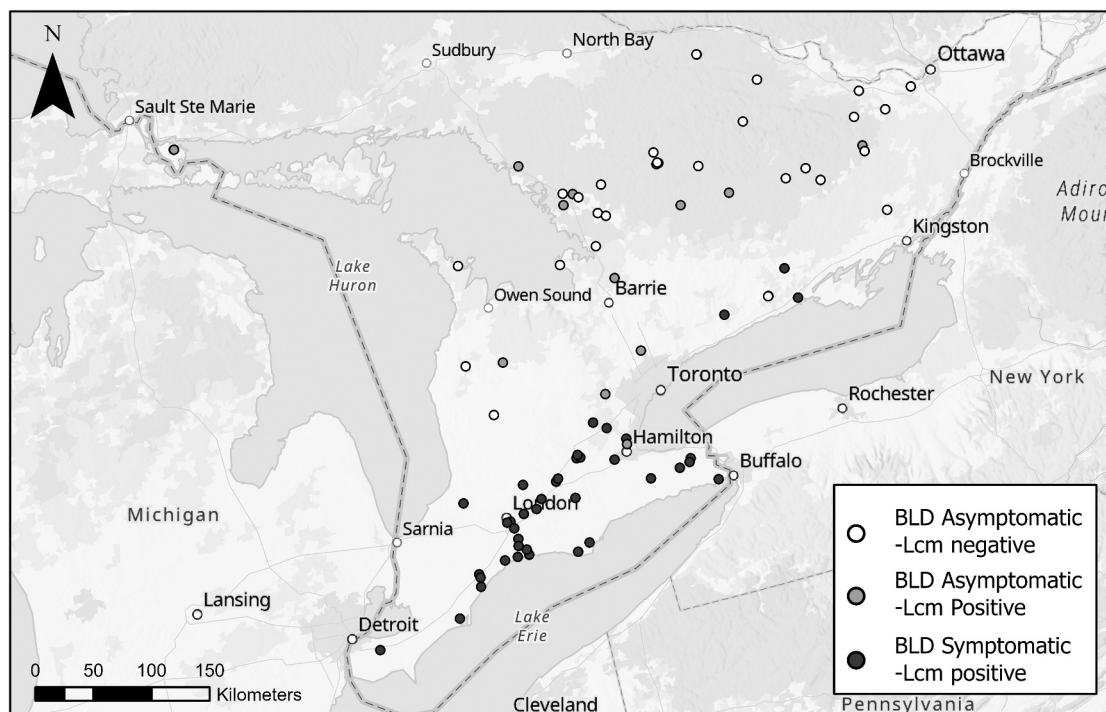 N
North Bay
Sudbury
Ottawa
Sault Ste Marie
Brockville
Adiro
Moun
Kingston
Lake
Huron
Owen Sound
Barrie
Toronto
New York
Rochester
Hamilton
Buffalo
London
Michigan
Sarnia
Lansing
Lake
Erie
Detroit
0 50 100 150
Kilometers
Cleveland
Pennsylvania
BLD Asymptomatic
-Lcm negative
BLD Asymptomatic
-Lcm Positive
BLD Symptomatic
-Lcm positive